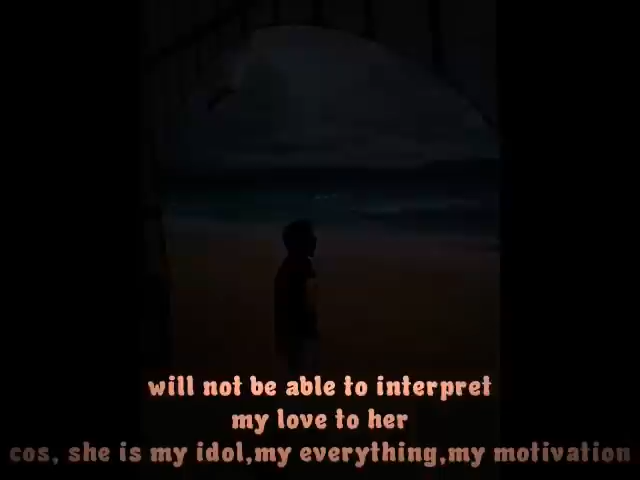 will not be able to interpret
my love to her
cos, she is my idol,my everything,my motivation